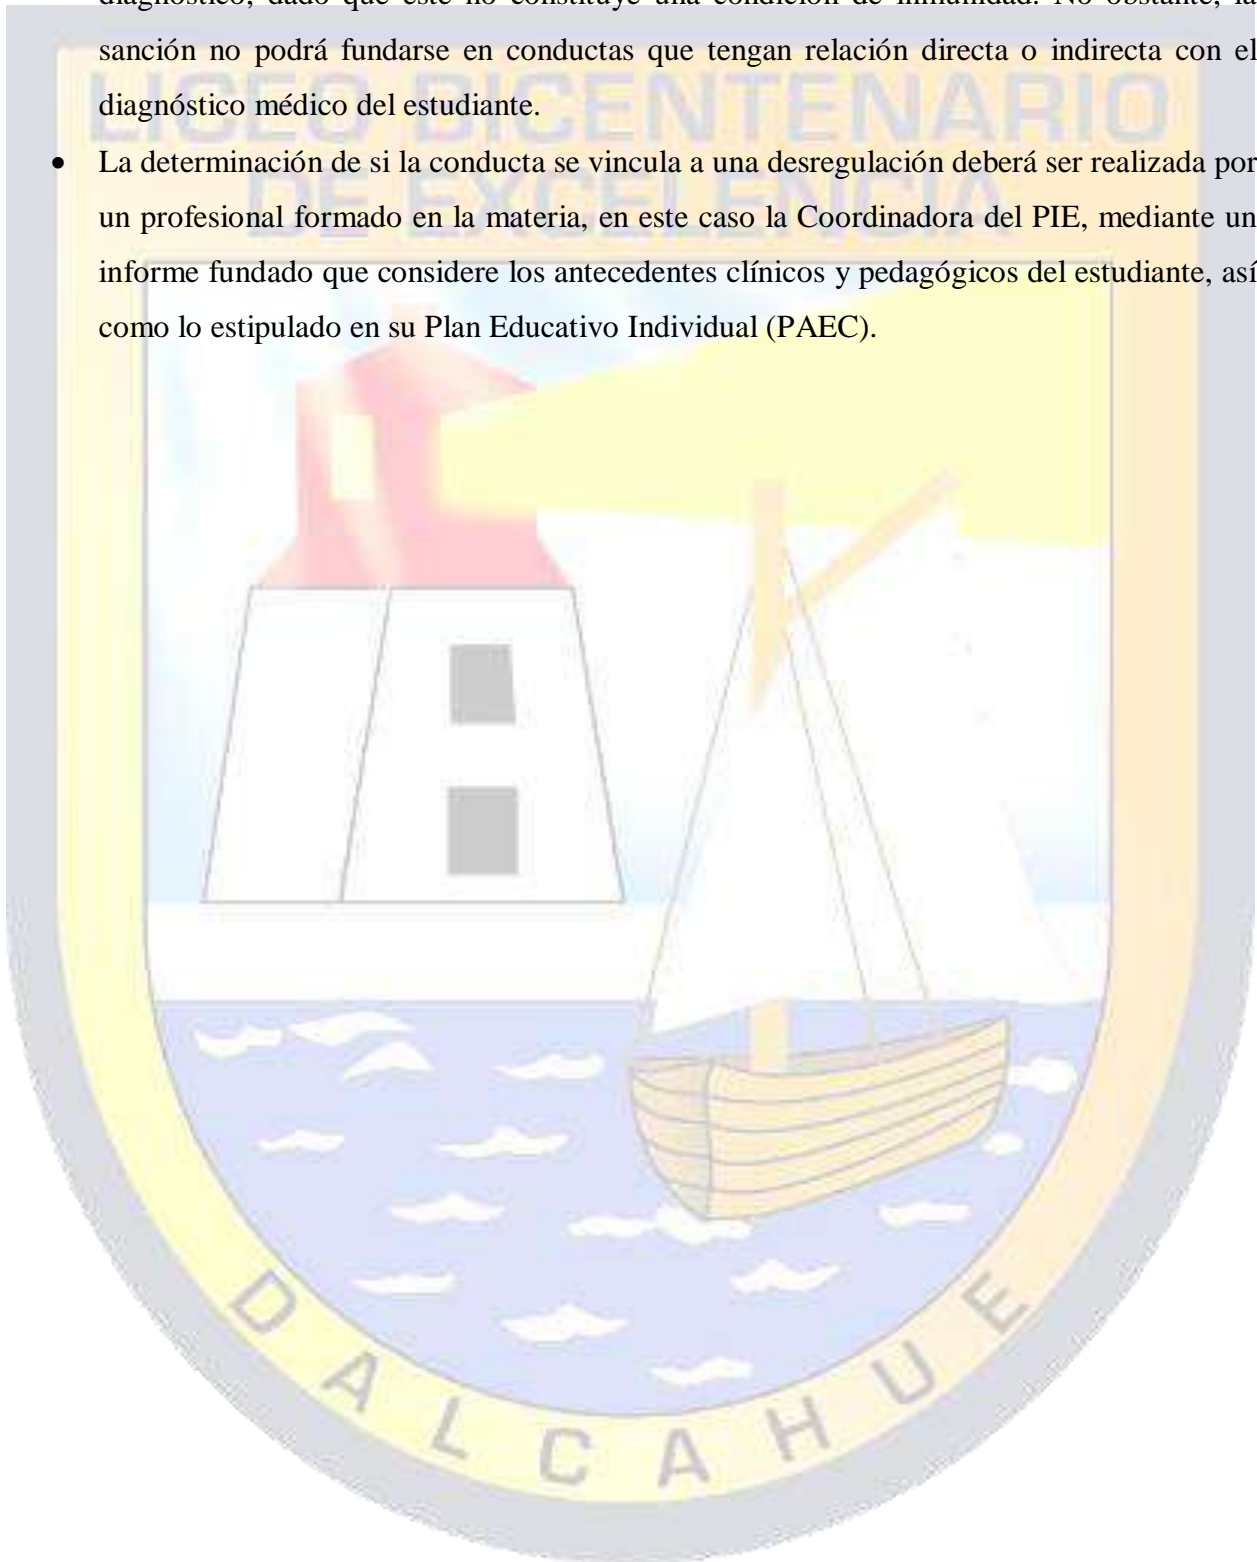 diagnóstico, dado que este no constituye una condición de inmunidad. No obstante, la
sanción no podrá fundarse en conductas que tengan relación directa o indirecta con el
diagnóstico médico del estudiante.
LICEO BICENTENARIO
• La determinación de si la conducta se vincula a una desregulación deberá ser realizada por
DE EXCELENCIA
un profesional formado en la materia, en este caso la Coordinadora del PIE, mediante un
informe fundado que considere los antecedentes clínicos y pedagógicos del estudiante, así
como lo estipulado en su Plan Educativo Individual (PAEC).
DALCAHUE